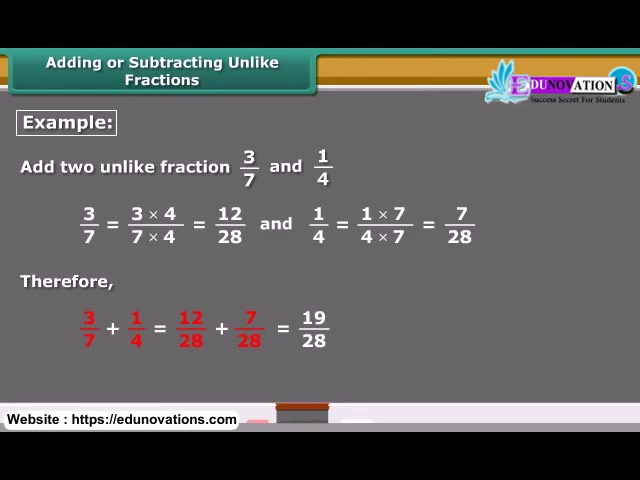 Adding or Subtracting Unlike
Fractions
EDUNOVATION.S
Success Secret For Students
Example:
Add two unlike fraction 3/7 and 1/4
3/7 = (3 × 4)/(7 × 4) = 12/28 and 1/4 = (1 × 7)/(4 × 7) = 7/28
Therefore,
3/7 + 1/4 = 12/28 + 7/28 = 19/28
Website : https://edunovations.com